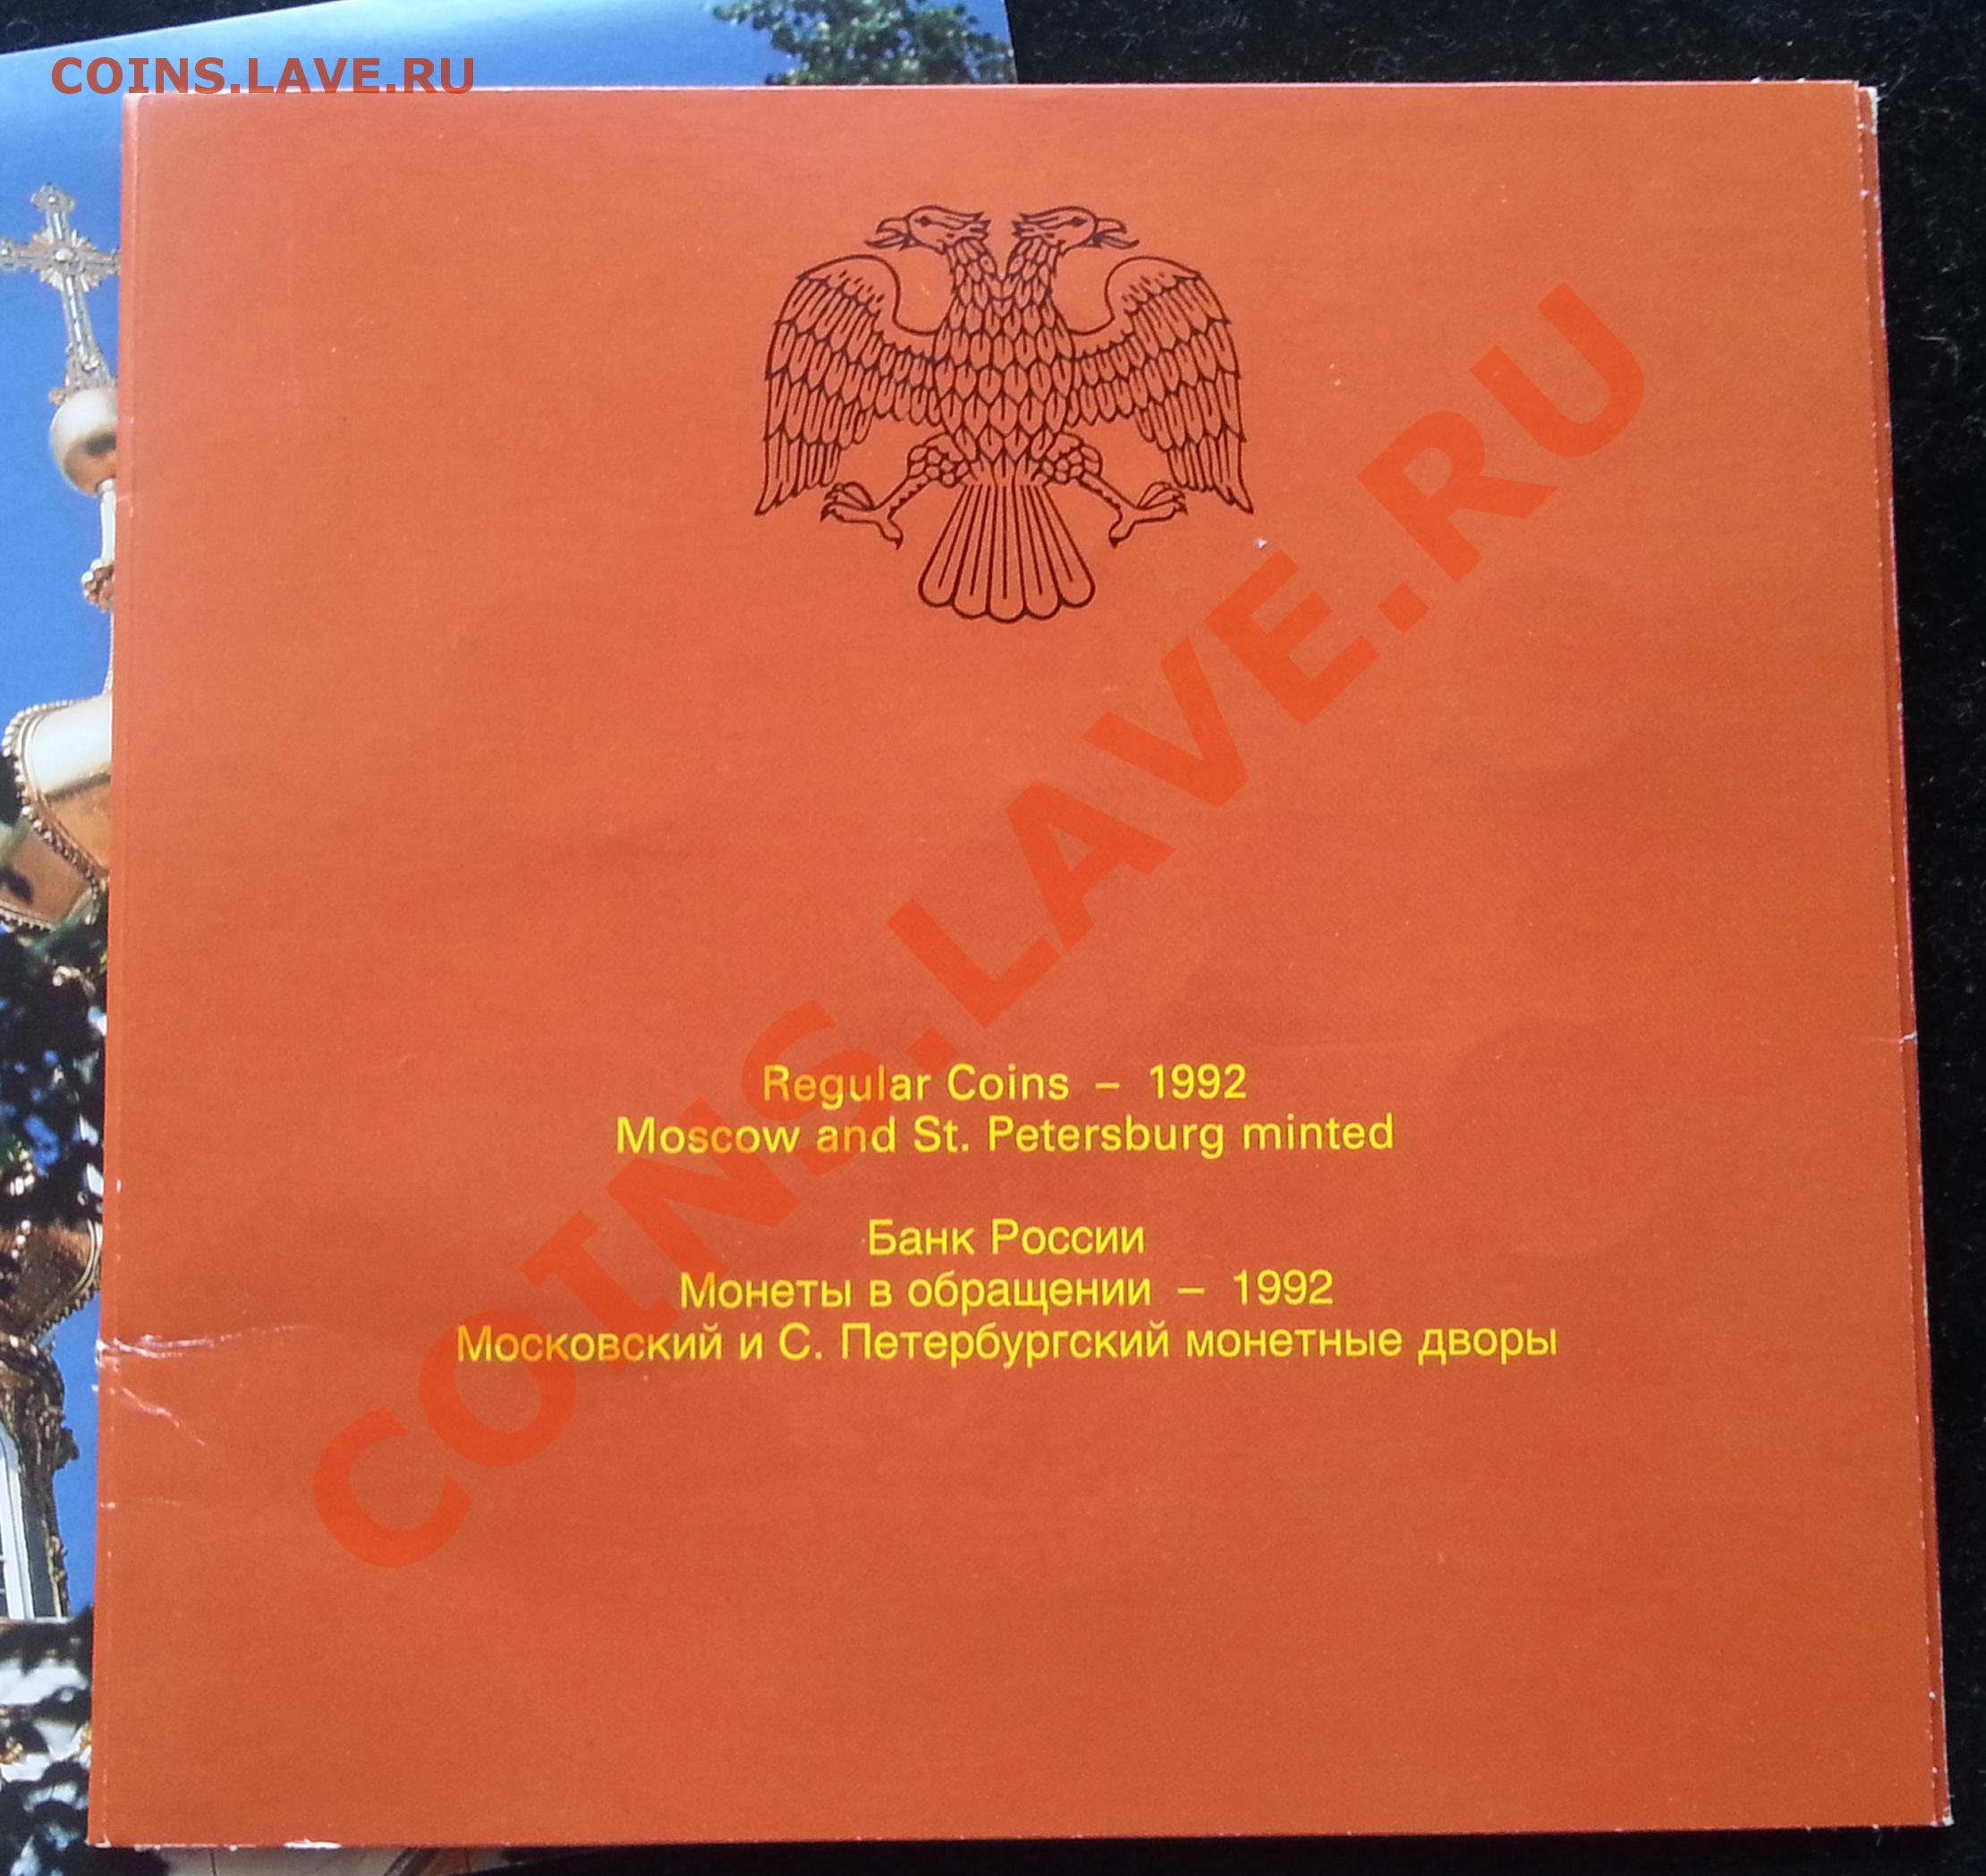 COINS.LAVE.RU
COINS.LAVE.RU
Regular Coins – 1992
Moscow and St. Petersburg minted
Банк России
Монеты в обращении – 1992
Московский и С. Петербургский монетные дворы